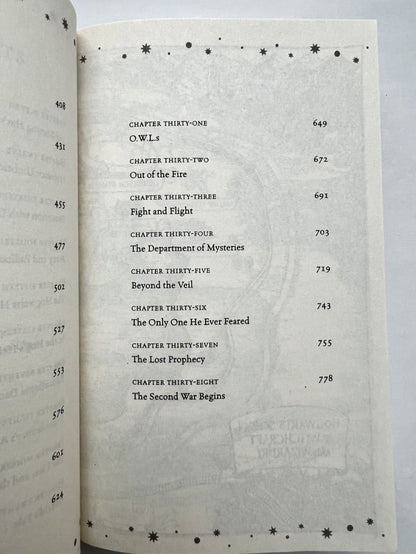 408
431
455
477
502
527
553
576
601
624
CHAPTER THIRTY-ONE 649
O.W.L.s
CHAPTER THIRTY-TWO 672
Out of the Fire
CHAPTER THIRTY-THREE 691
Fight and Flight
CHAPTER THIRTY-FOUR 703
The Department of Mysteries
CHAPTER THIRTY-FIVE 719
Beyond the Veil
CHAPTER THIRTY-SIX 743
The Only One He Ever Feared
CHAPTER THIRTY-SEVEN 755
The Lost Prophecy
CHAPTER THIRTY-EIGHT 778
The Second War Begins